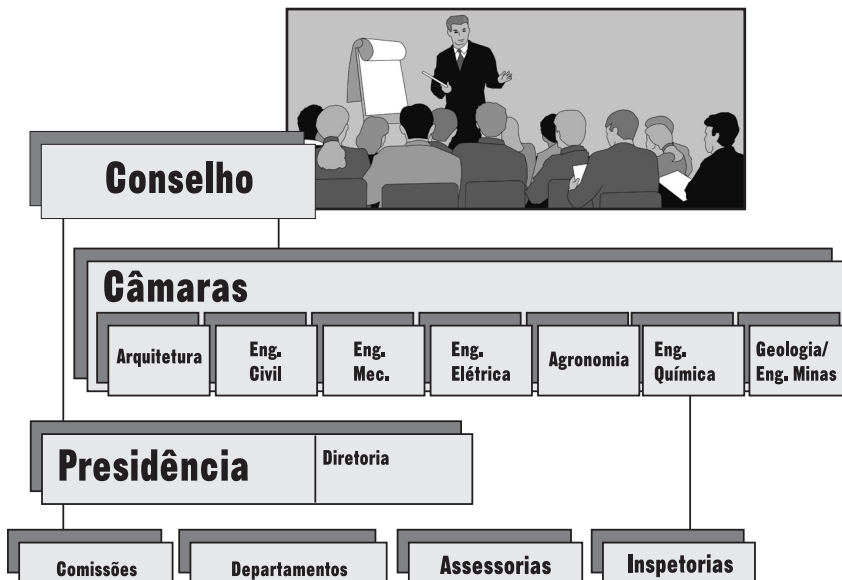 Conselho
Câmaras
Arquitetura
Eng.
Civil
Eng.
Mec.
Eng.
Elétrica
Agronomia
Eng.
Química
Geologia/
Eng. Minas
Presidência
Diretoria
Comissões
Departamentos
Assessorias
Inspetorias